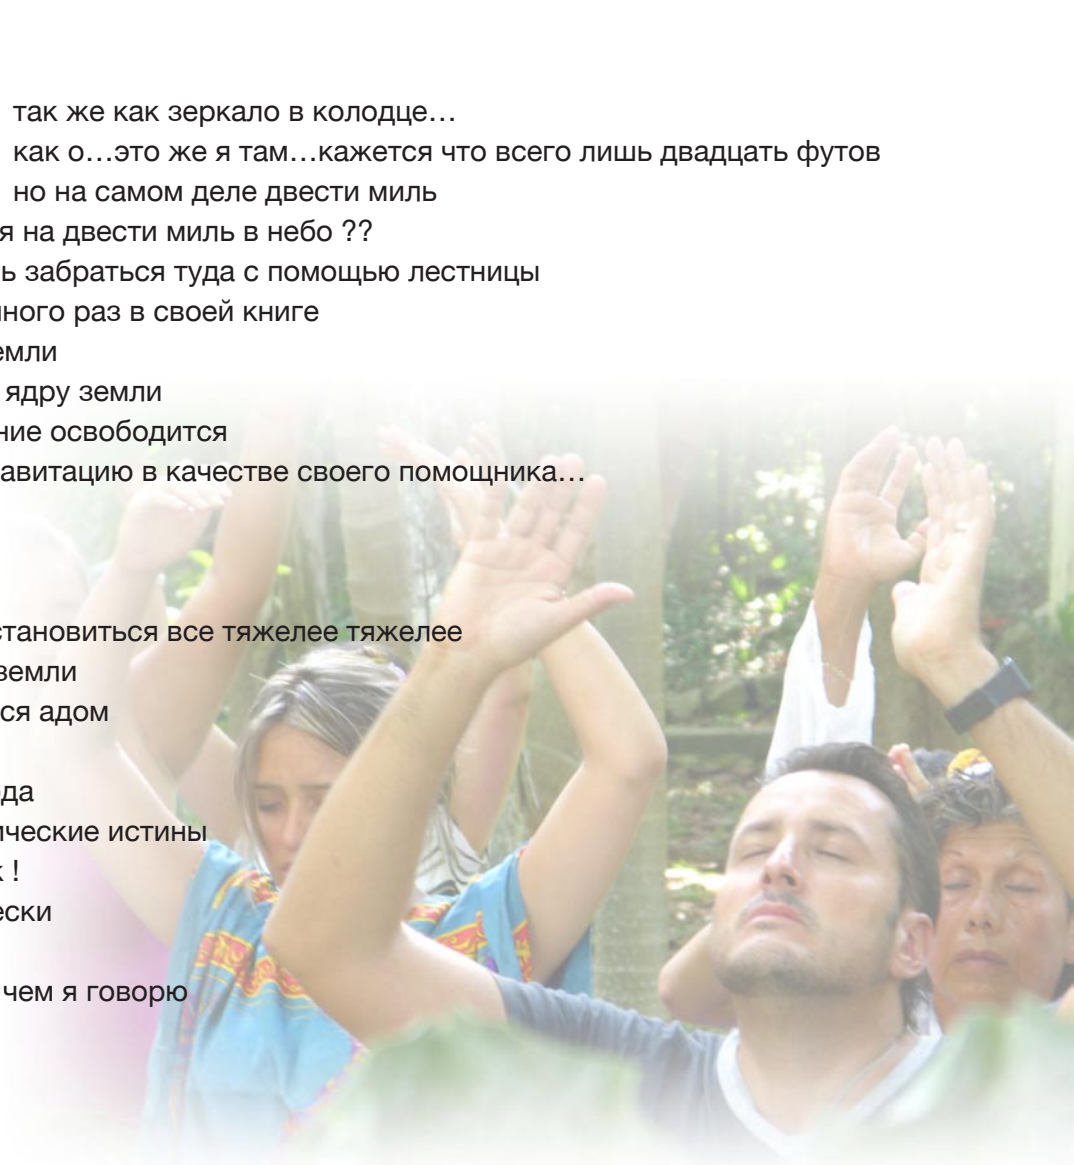 так же как зеркало в колодце…
как о…это же я там…кажется что всего лишь двадцать футов
но на самом деле двести миль
я на двести миль в небо ??
ь забраться туда с помощью лестницы
много раз в своей книге
емли
ядру земли
ние освободится
авитацию в качестве своего помощника…
становиться все тяжелее тяжелее
земли
ся адом
ода
ические истины
к !
ески
чем я говорю